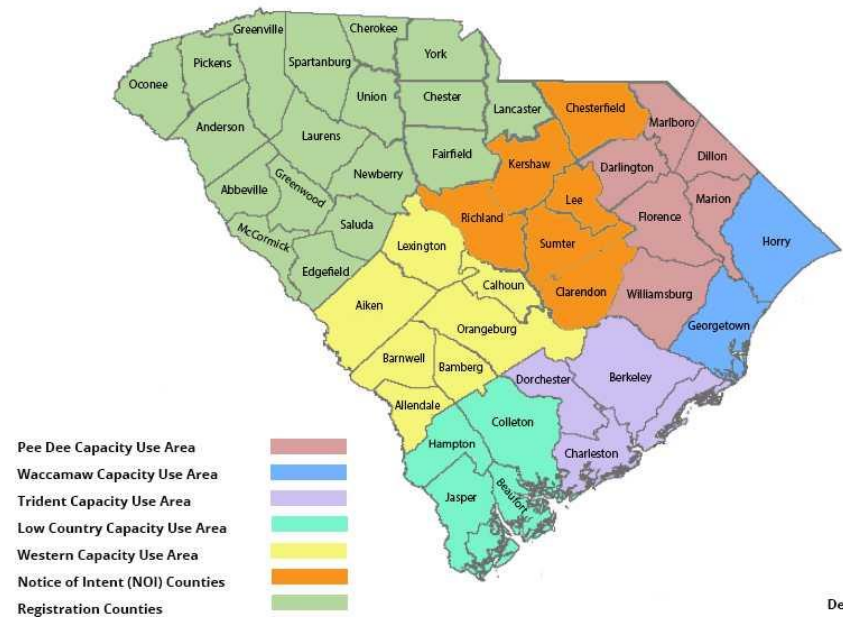 Greenville
Cherokee
Pickens
Spartanburg
York
Oconee
Union
Chester
Lancaster
Chesterfield
Marlboro
Anderson
Laurens
Dillon
Fairfield
Kershaw
Darlington
Newberry
Abbeville
Greenwood
Lee
Marion
Richland
Florence
Saluda
McCormick
Lexington
Sumter
Horry
Edgefield
Calhoun
Clarendon
Williamsburg
Aiken
Orangeburg
Georgetown
Barnwell
Bamberg
Dorchester
Berkeley
Allendale
Colleton
Hampton
Charleston
Jasper
Beaufort
Pee Dee Capacity Use Area
Waccamaw Capacity Use Area
Trident Capacity Use Area
Low Country Capacity Use Area
Western Capacity Use Area
Notice of Intent (NOI) Counties
Registration Counties
De